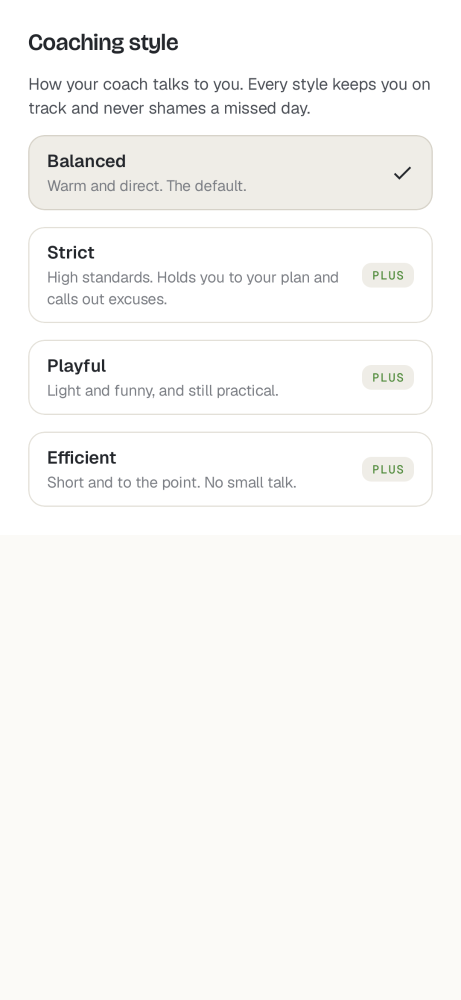 Coaching style
How your coach talks to you. Every style keeps you on
track and never shames a missed day.
Balanced
Warm and direct. The default.
Strict
High standards. Holds you to your plan and
calls out excuses.
PLUS
Playful
Light and funny, and still practical.
PLUS
Efficient
Short and to the point. No small talk.
PLUS